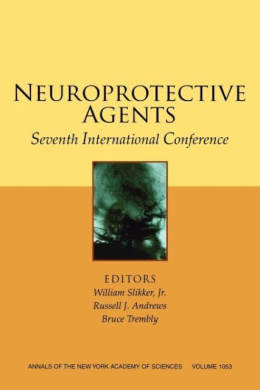 NEUROPROTECTIVE
AGENTS
Seventh International Conference
EDITORS
William Slikker, Jr.
Russell J. Andrews
Bruce Trembly
ANNALS OF THE NEW YORK ACADEMY OF SCIENCES VOLUME 1053